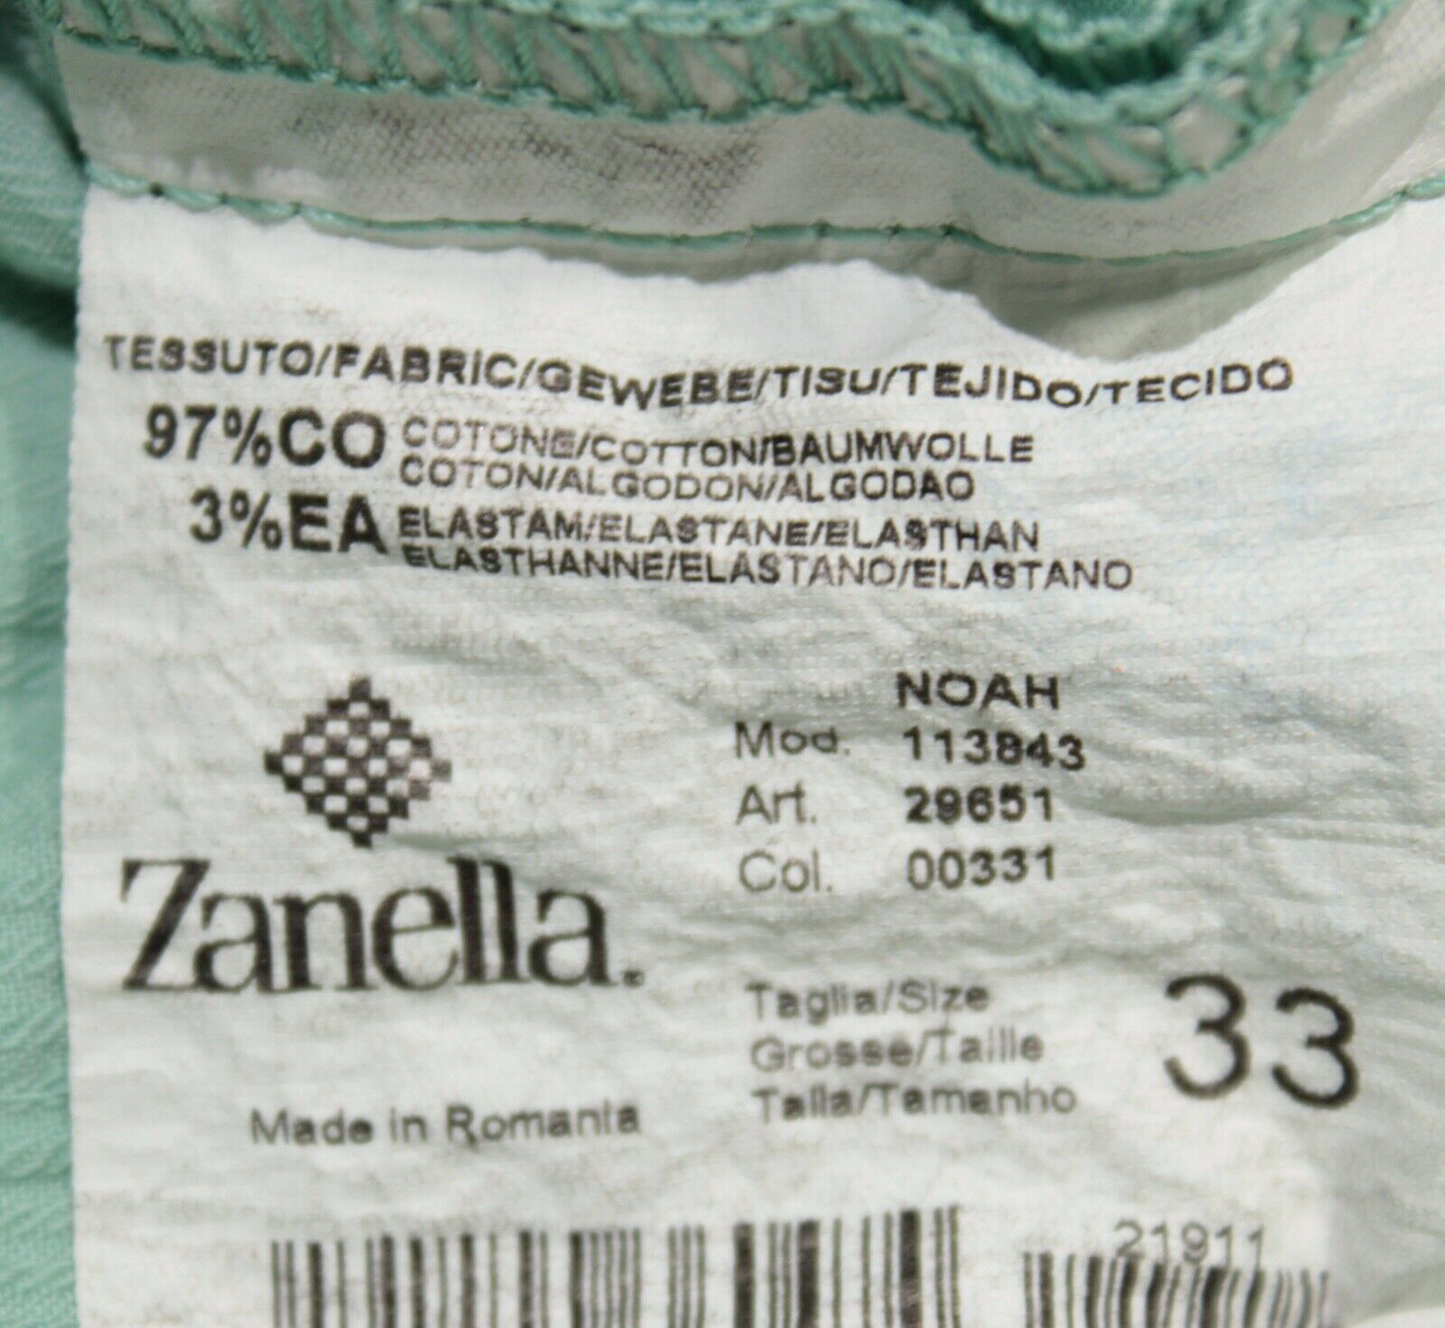 TESSUTO/FABRIC/GEWEBE/TISU/TEJIDO/TECIDO
97%CO COTONE/COTTON/BAUMWOLLE
COTON/ALGODON/ALGODAO
3%EA ELASTAM/ELASTANE/ELASTHAN
ELASTHANNE/ELASTANO/ELASTANO
NOAH
Mod. 113843
Art. 29651
Col. 00331
Zanella.
Taglia/Size
Grosse/Taille
Talla/Tamanho
33
Made in Romania
21911